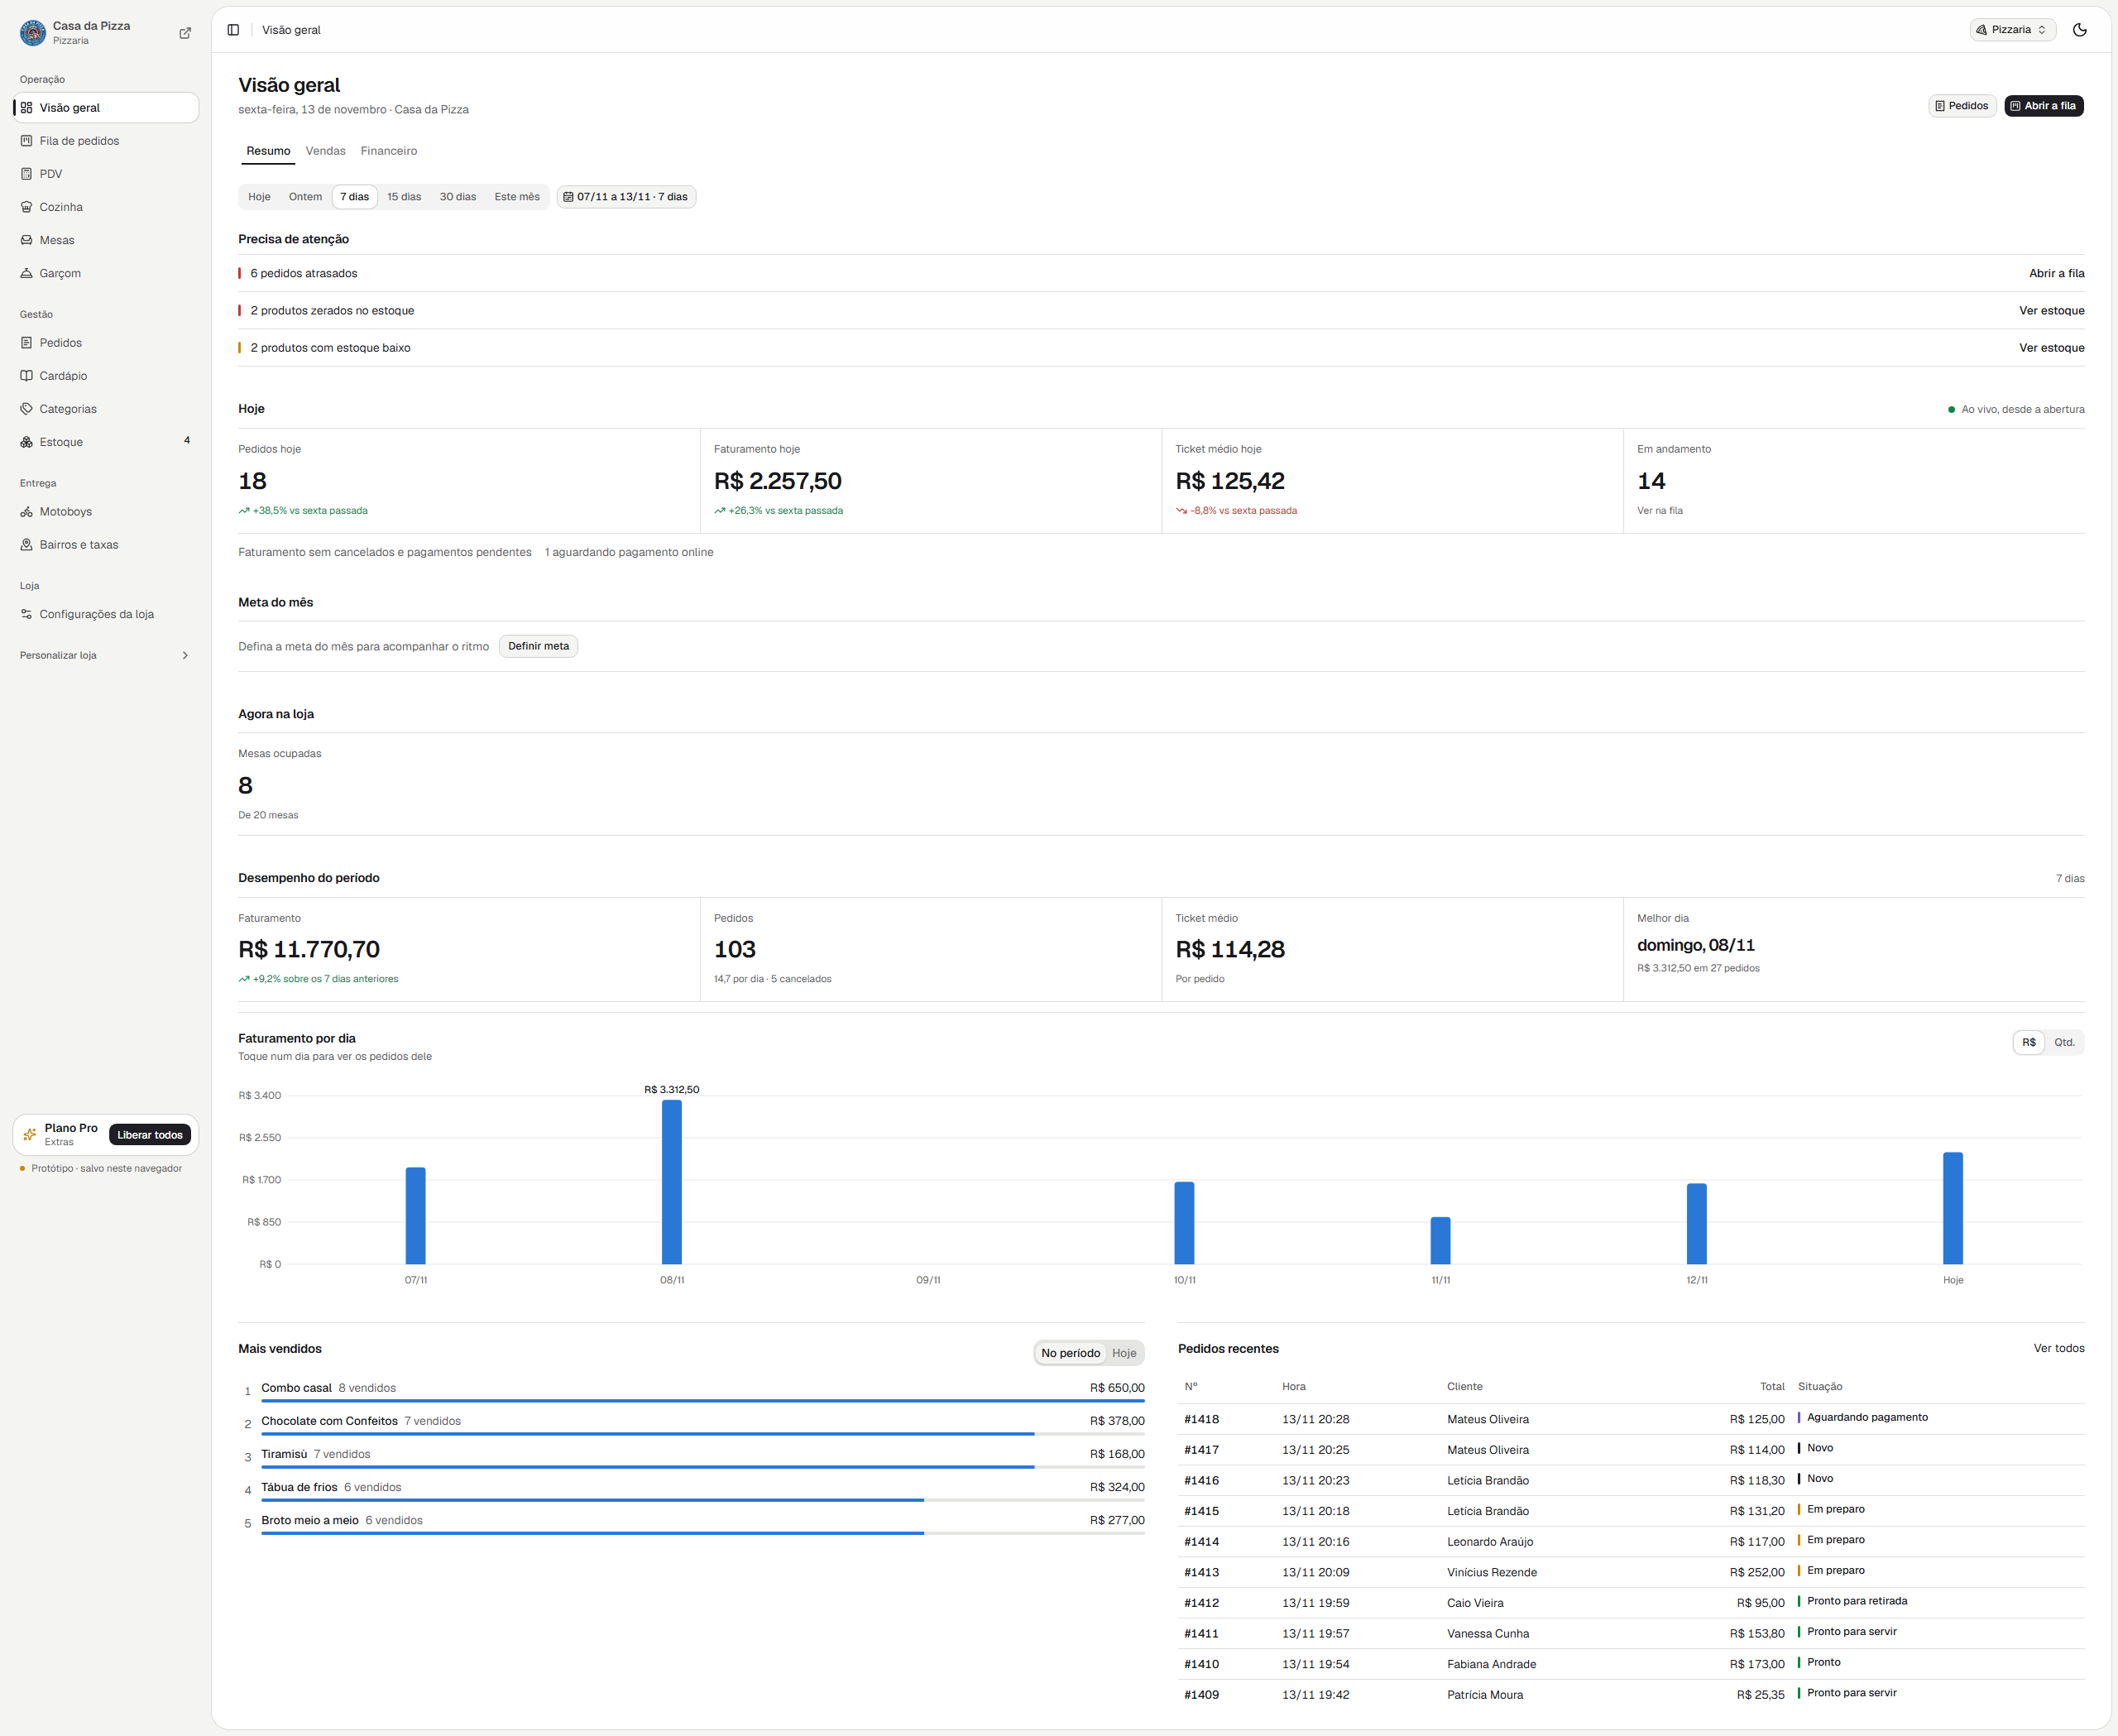 Casa da Pizza
Pizzaria
Operação
Visão geral
Fila de pedidos
PDV
Cozinha
Mesas
Garçom
Gestão
Pedidos
Cardápio
Categorias
Estoque 4
Entrega
Motoboys
Bairros e taxas
Loja
Configurações da loja
Personalizar loja
Plano Pro
Extras
Liberar todos
Protótipo · salvo neste navegador
Visão geral
Pizzaria
Visão geral
sexta-feira, 13 de novembro · Casa da Pizza
Pedidos
Abrir a fila
Resumo Vendas Financeiro
Hoje Ontem 7 dias 15 dias 30 dias Este mês 07/11 a 13/11 · 7 dias
Precisa de atenção
6 pedidos atrasados Abrir a fila
2 produtos zerados no estoque Ver estoque
2 produtos com estoque baixo Ver estoque
Hoje Ao vivo, desde a abertura
Pedidos hoje
18
+38,5% vs sexta passada
Faturamento hoje
R$ 2.257,50
+26,3% vs sexta passada
Ticket médio hoje
R$ 125,42
-8,8% vs sexta passada
Em andamento
14
Ver na fila
Faturamento sem cancelados e pagamentos pendentes 1 aguardando pagamento online
Meta do mês
Defina a meta do mês para acompanhar o ritmo Definir meta
Agora na loja
Mesas ocupadas
8
De 20 mesas
Desempenho do período 7 dias
Faturamento
R$ 11.770,70
+9,2% sobre os 7 dias anteriores
Pedidos
103
14,7 por dia · 5 cancelados
Ticket médio
R$ 114,28
Por pedido
Melhor dia
domingo, 08/11
R$ 3.312,50 em 27 pedidos
Faturamento por dia
Toque num dia para ver os pedidos dele
R$ Qtd.
R$ 3.312,50
R$ 3.400
R$ 2.550
R$ 1.700
R$ 850
R$ 0
07/11 08/11 09/11 10/11 11/11 12/11 Hoje
Mais vendidos
No período Hoje
1 Combo casal 8 vendidos R$ 650,00
2 Chocolate com Confeitos 7 vendidos R$ 378,00
3 Tiramisù 7 vendidos R$ 168,00
4 Tábua de frios 6 vendidos R$ 324,00
5 Broto meio a meio 6 vendidos R$ 277,00
Pedidos recentes Ver todos
Nº Hora Cliente Total Situação
#1418 13/11 20:28 Mateus Oliveira R$ 125,00 Aguardando pagamento
#1417 13/11 20:25 Mateus Oliveira R$ 114,00 Novo
#1416 13/11 20:23 Letícia Brandão R$ 118,30 Novo
#1415 13/11 20:18 Letícia Brandão R$ 131,20 Em preparo
#1414 13/11 20:16 Leonardo Araújo R$ 117,00 Em preparo
#1413 13/11 20:09 Vinícius Rezende R$ 252,00 Em preparo
#1412 13/11 19:59 Caio Vieira R$ 95,00 Pronto para retirada
#1411 13/11 19:57 Vanessa Cunha R$ 153,80 Pronto para servir
#1410 13/11 19:54 Fabiana Andrade R$ 173,00 Pronto
#1409 13/11 19:42 Patrícia Moura R$ 25,35 Pronto para servir